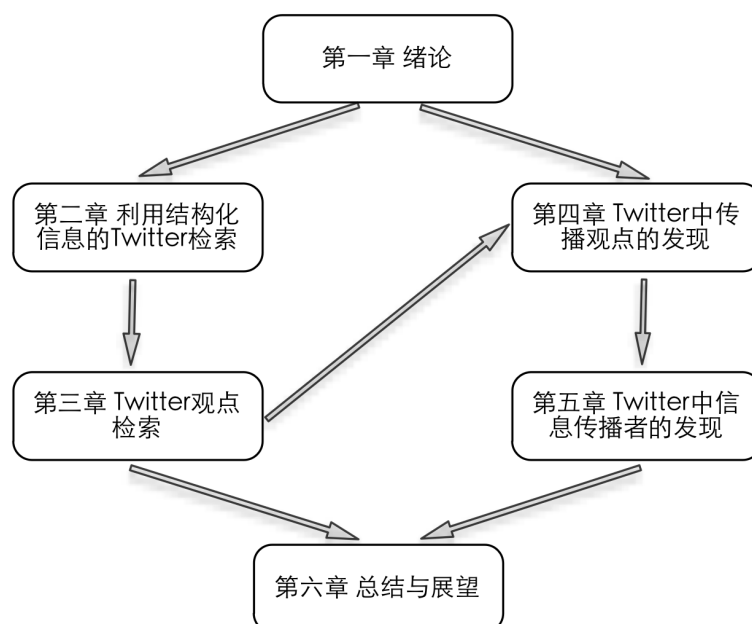 第一章 绪论
第二章 利用结构化
信息的Twitter检索
第四章 Twitter中传
播观点的发现
第三章 Twitter观点
检索
第五章 Twitter中信
息传播者的发现
第六章 总结与展望